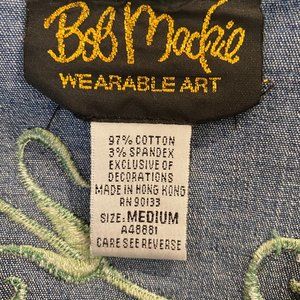 Bob Mackie
WEARABLE ART
97% COTTON
3% SPANDEX
EXCLUSIVE OF
DECORATIONS
MADE IN HONG KONG
RN 90133
SIZE: MEDIUM
A46681
CARE SEE REVERSE